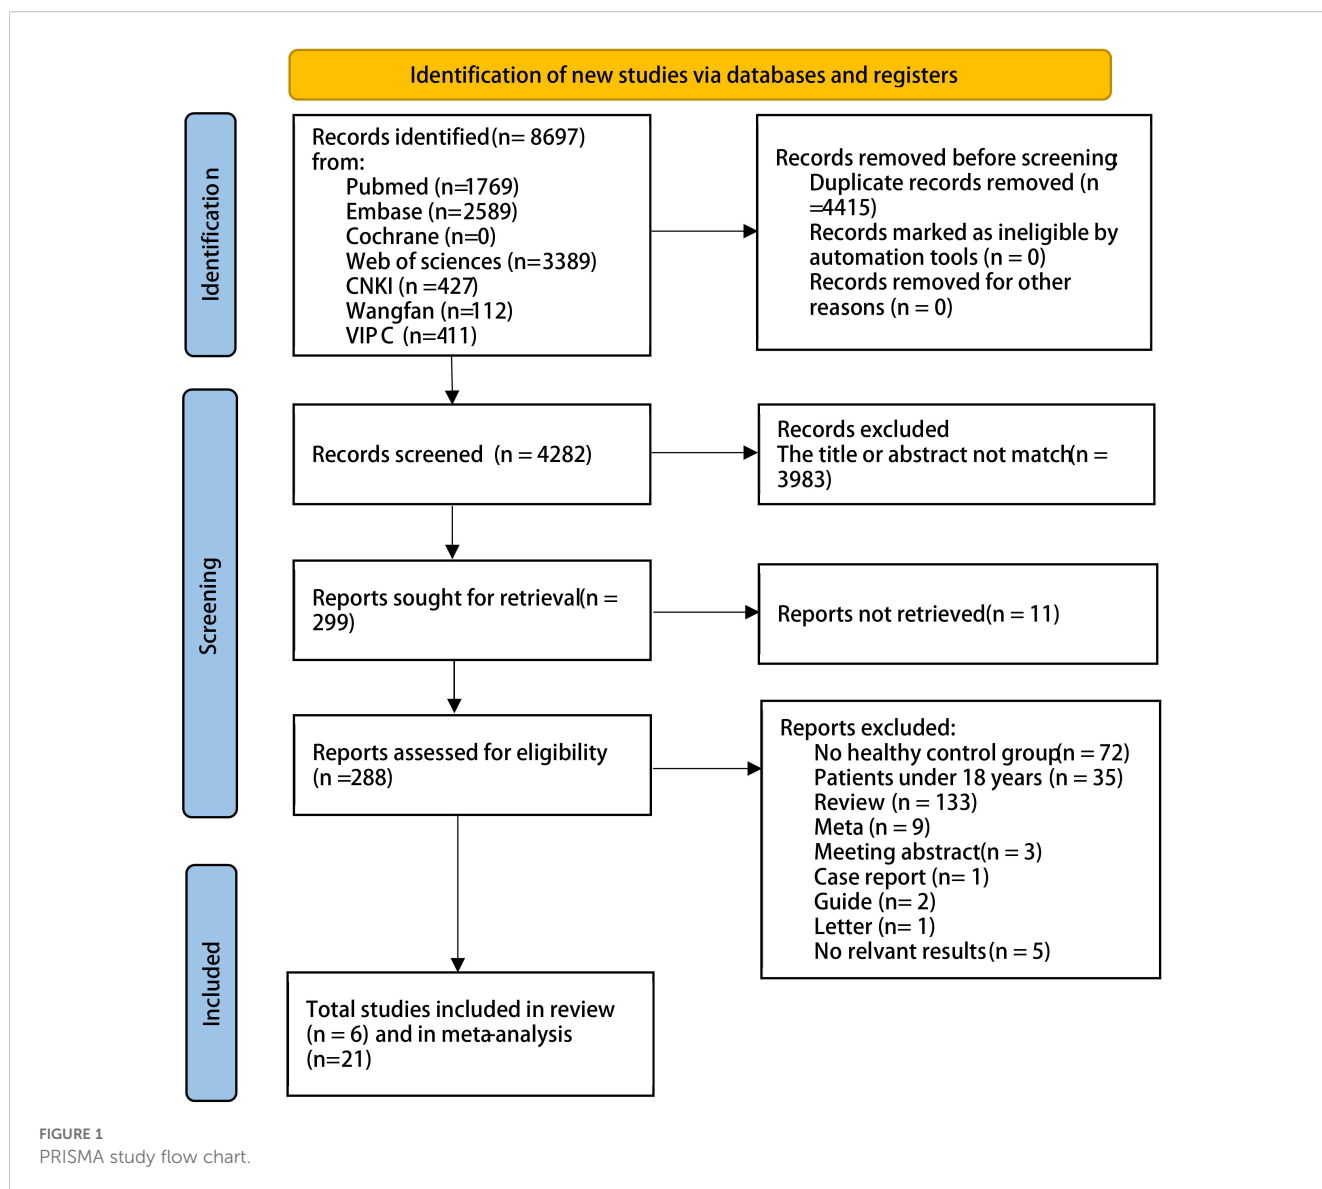 Identification of new studies via databases and registers
Identification
Records identified(n= 8697)
from:
Pubmed (n=1769)
Embase (n=2589)
Cochrane (n=0)
Web of sciences (n=3389)
CNKI (n =427)
Wangfan (n=112)
VIP C (n=411)
Records removed before screening:
Duplicate records removed (n
=4415)
Records marked as ineligible by
automation tools (n = 0)
Records removed for other
reasons (n = 0)
Screening
Records screened (n = 4282)
Records excluded
The title or abstract not match(n =
3983)
Reports sought for retrieval(n =
299)
Reports not retrieved(n = 11)
Reports assessed for eligibility
(n =288)
Reports excluded:
No healthy control group(n = 72)
Patients under 18 years (n = 35)
Review (n = 133)
Meta (n = 9)
Meeting abstract(n = 3)
Case report (n= 1)
Guide (n= 2)
Letter (n= 1)
No relvant results(n = 5)
Included
Total studies included in review
(n = 6) and in meta-analysis
(n=21)
FIGURE 1
PRISMA study flow chart.